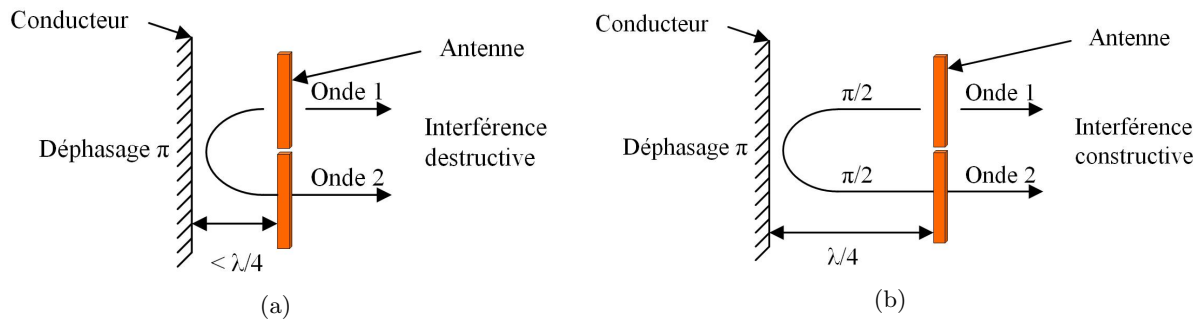 Conducteur
Antenne
Onde 1
Déphasage π
Interférence
destructive
Onde 2
< λ/4
(a)
Conducteur
Antenne
π/2
Onde 1
Déphasage π
Interférence
constructive
π/2
Onde 2
λ/4
(b)